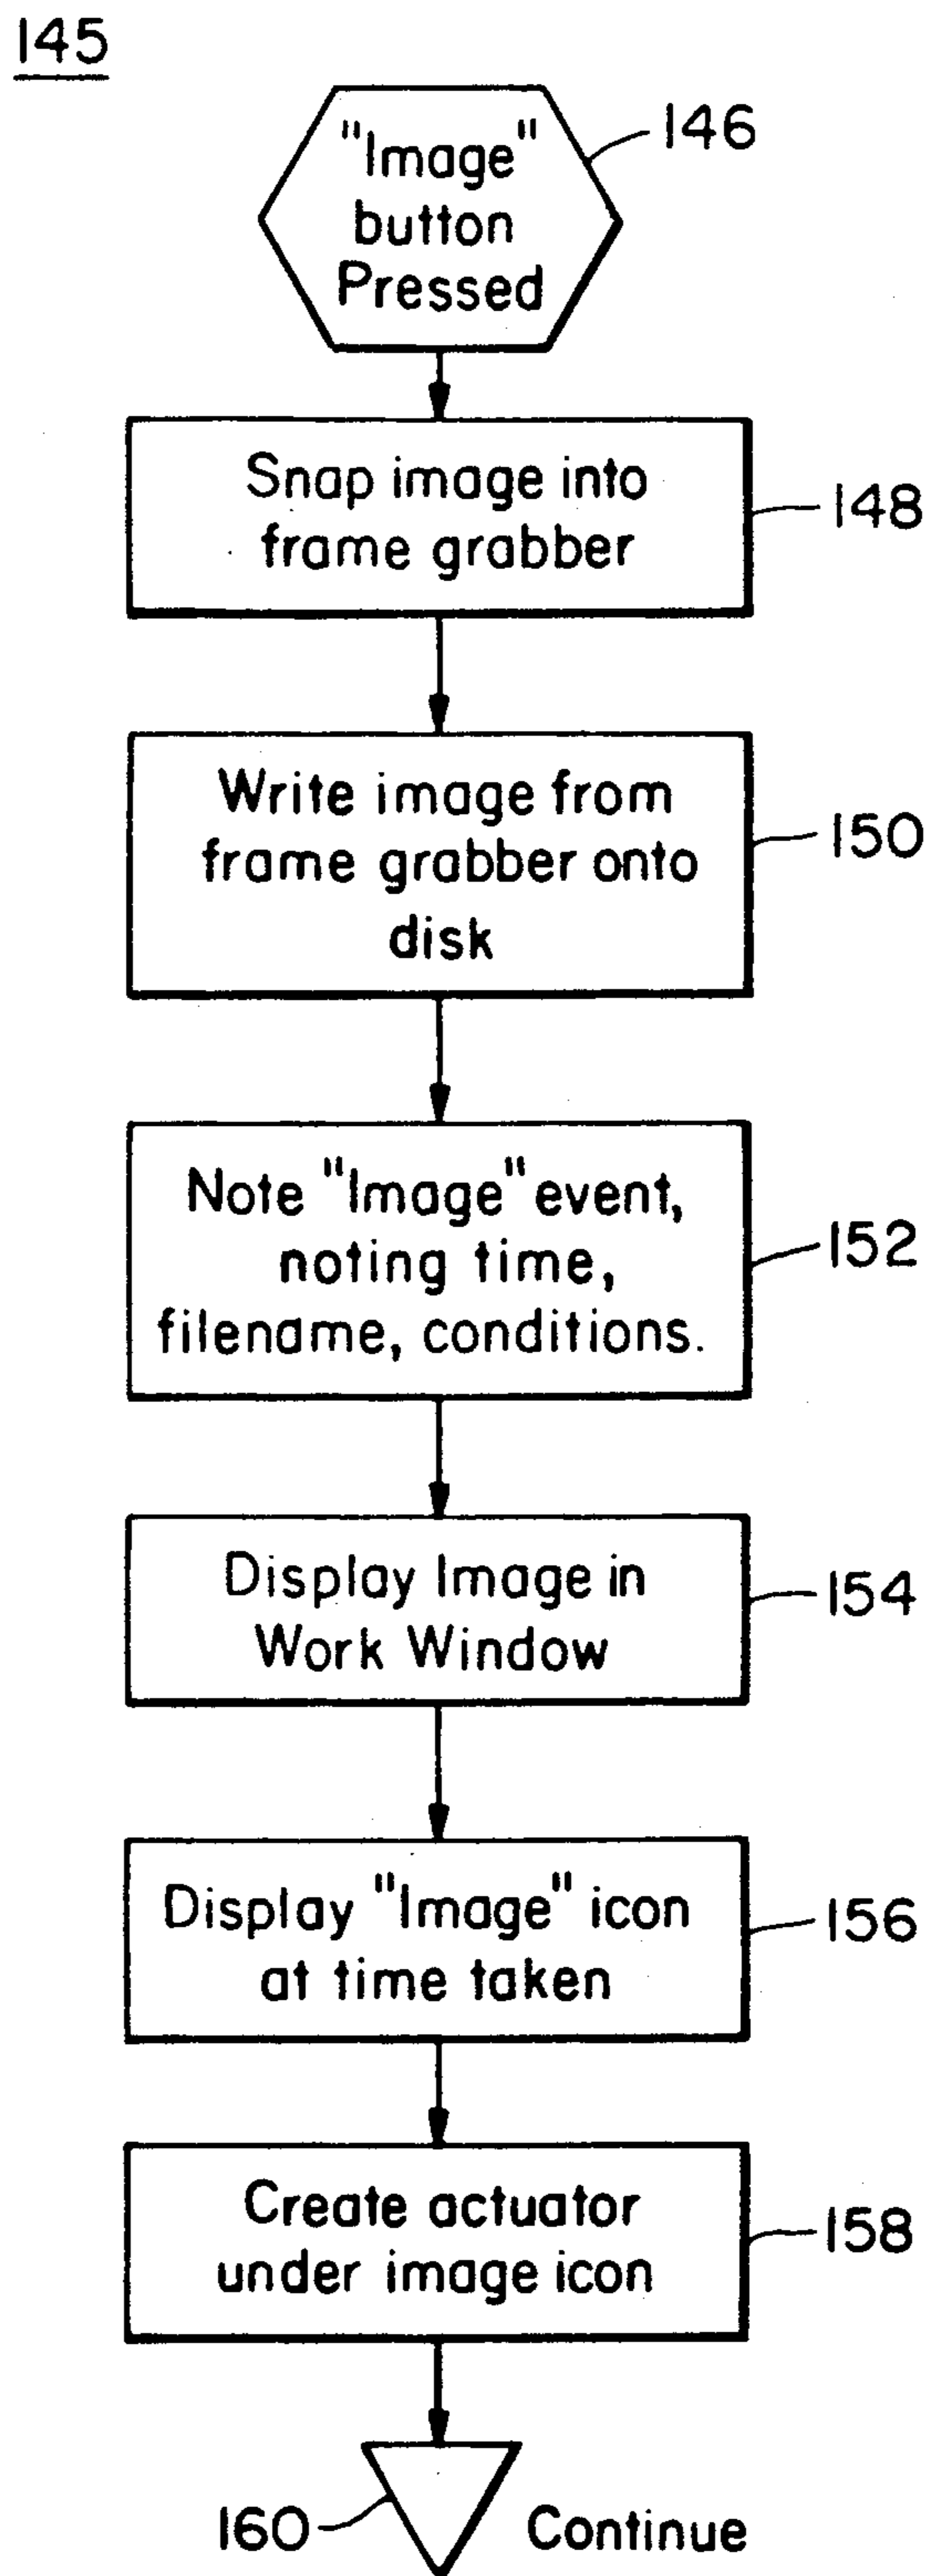 145
"Image"
button
Pressed
146
Snap image into
frame grabber
148
Write image from
frame grabber onto
disk
150
Note "Image" event,
noting time,
filename, conditions.
152
Display Image in
Work Window
154
Display "Image" icon
at time taken
156
Create actuator
under image icon
158
160
Continue